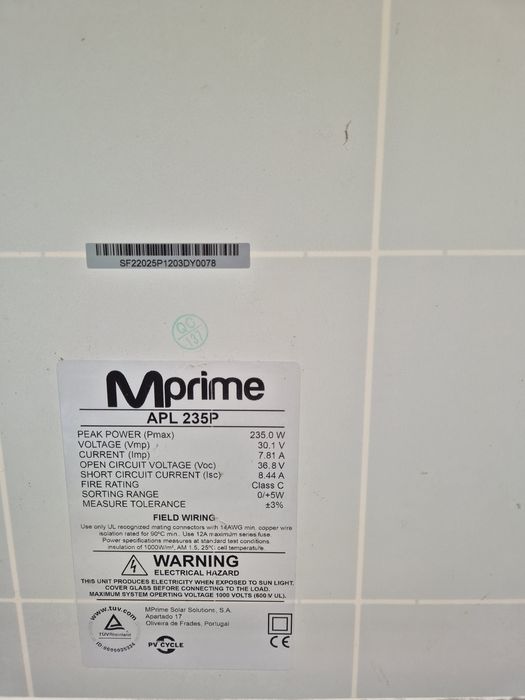 SF22025P1203DY0078
QC
137
Mprime
APL 235P
PEAK POWER (Pmax) 235.0 W
VOLTAGE (Vmp) 30.1 V
CURRENT (Imp) 7.81 A
OPEN CIRCUIT VOLTAGE (Voc) 36.8 V
SHORT CIRCUIT CURRENT (Isc) 8.44 A
FIRE RATING Class C
SORTING RANGE 0/+5W
MEASURE TOLERANCE ±3%
FIELD WIRING
Use only UL recognized mating connectors with 14AWG min. copper wire
isolation rated for 90ºC min.. Use 12A maximum series fuse.
Power specifications measures at standard test conditions
insulation of 1000W/m², AM 1.5, 25ºC cell temperature.
WARNING
ELECTRICAL HAZARD
THIS UNIT PRODUCES ELECTRICITY WHEN EXPOSED TO SUN LIGHT.
COVER GLASS BEFORE CONNECTING TO THE LOAD.
MAXIMUM SYSTEM OPERATING VOLTAGE 1000 VOLTS (600 V UL).
www.tuv.com
TÜVRheinland
MPrime Solar Solutions, S.A.
Apartado 17
Oliveira de Frades, Portugal
PV CYCLE
CE